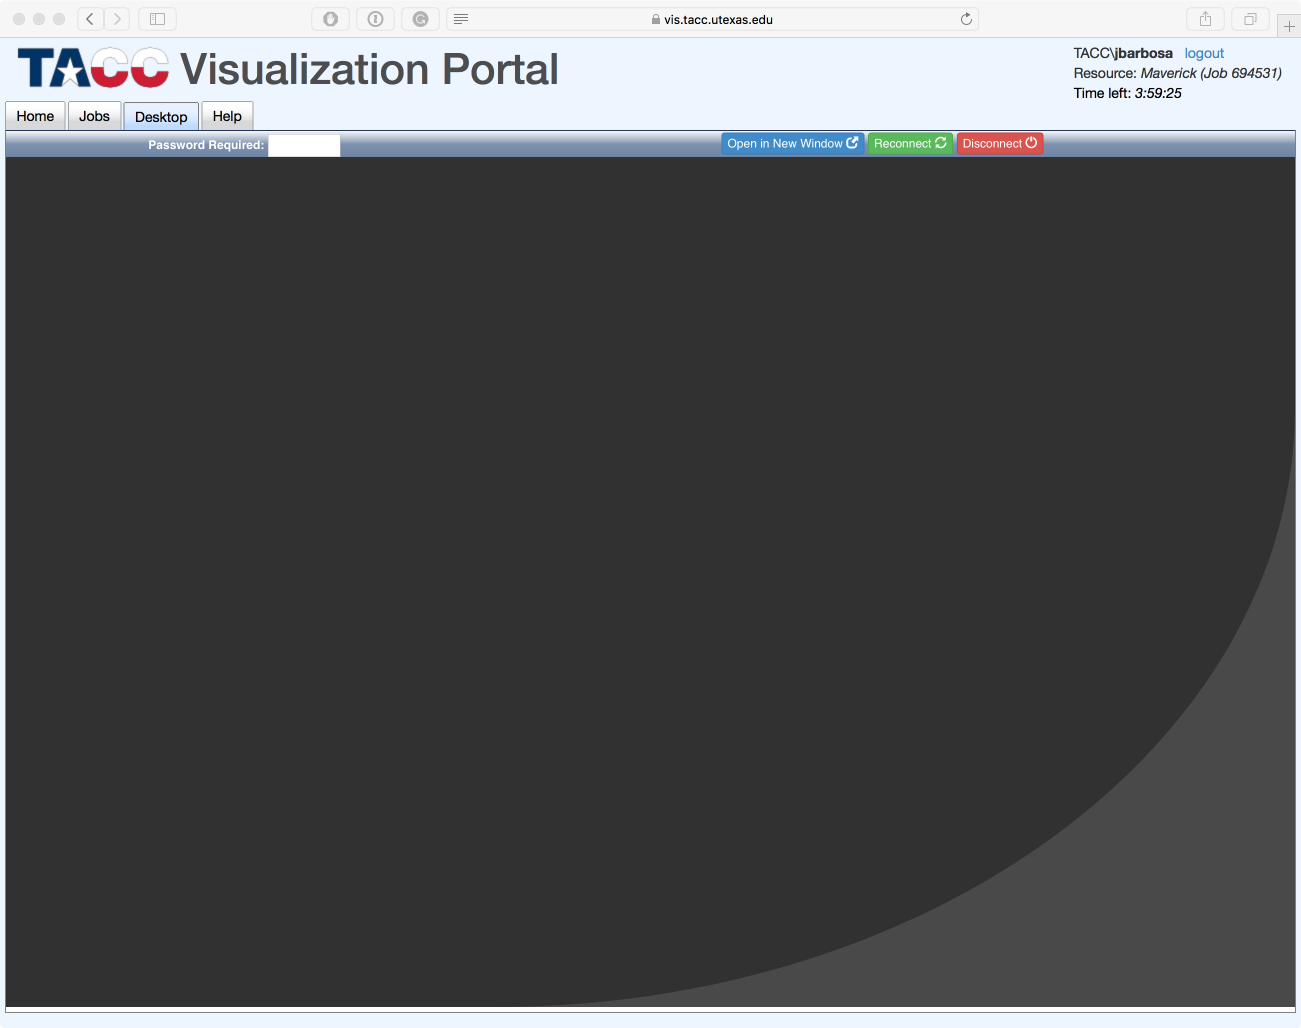 vis.tacc.utexas.edu
TACC Visualization Portal
TACC\jbarbosa logout
Resource: Maverick (Job 694531)
Time left: 3:59:25
Home Jobs Desktop Help
Password Required:
Open in New Window Reconnect Disconnect